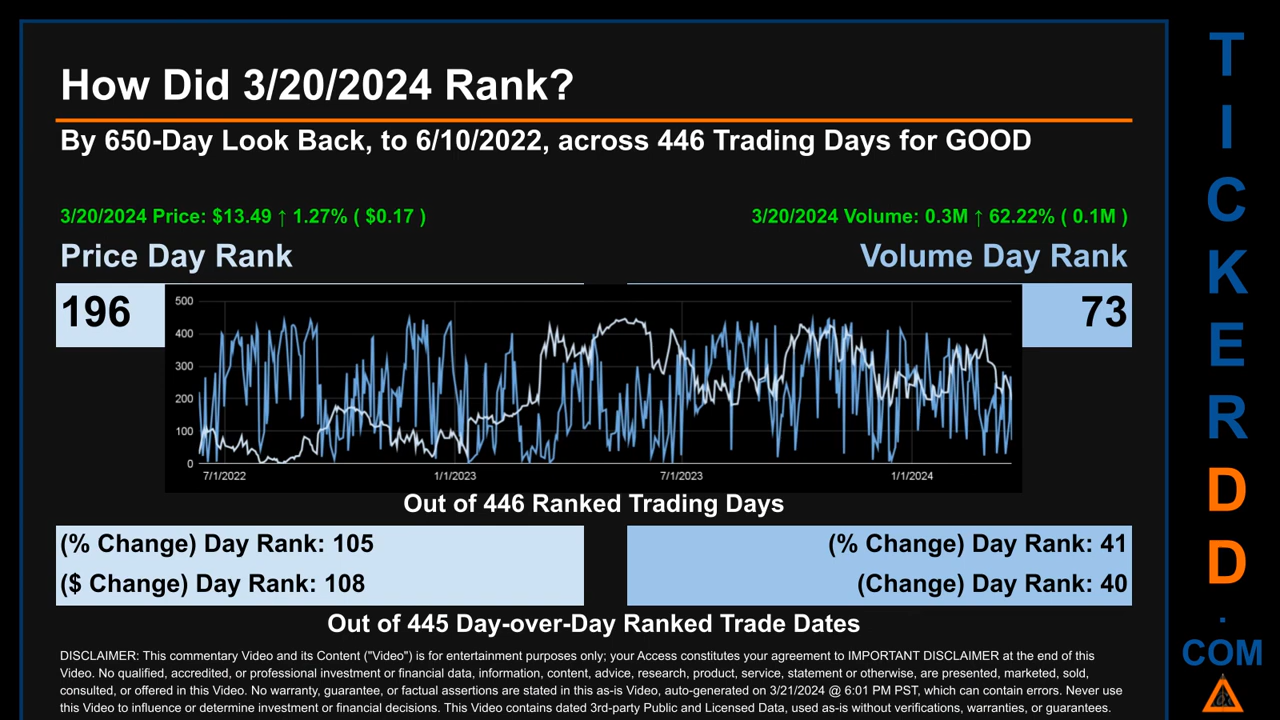 How Did 3/20/2024 Rank?
By 650-Day Look Back, to 6/10/2022, across 446 Trading Days for GOOD
3/20/2024 Price: $13.49 ↑ 1.27% ( $0.17 )
3/20/2024 Volume: 0.3M ↑ 62.22% ( 0.1M )
Price Day Rank
Volume Day Rank
196
73
500
400
300
200
100
0
7/1/2022
1/1/2023
7/1/2023
1/1/2024
Out of 446 Ranked Trading Days
(% Change) Day Rank: 105
($ Change) Day Rank: 108
(% Change) Day Rank: 41
(Change) Day Rank: 40
Out of 445 Day-over-Day Ranked Trade Dates
DISCLAIMER: This commentary Video and its Content ("Video") is for entertainment purposes only; your Access constitutes your agreement to IMPORTANT DISCLAIMER at the end of this
Video. No qualified, accredited, or professional investment or financial data, information, content, advice, research, product, service, statement or otherwise, are presented, marketed, sold,
consulted, or offered in this Video. No warranty, guarantee, or factual assertions are stated in this as-is Video, auto-generated on 3/21/2024 @ 6:01 PM PST, which can contain errors. Never use
this Video to influence or determine investment or financial decisions. This Video contains dated 3rd-party Public and Licensed Data, used as-is without verifications, warranties, or guarantees.
T
I
C
K
E
R
D
D
.
COM